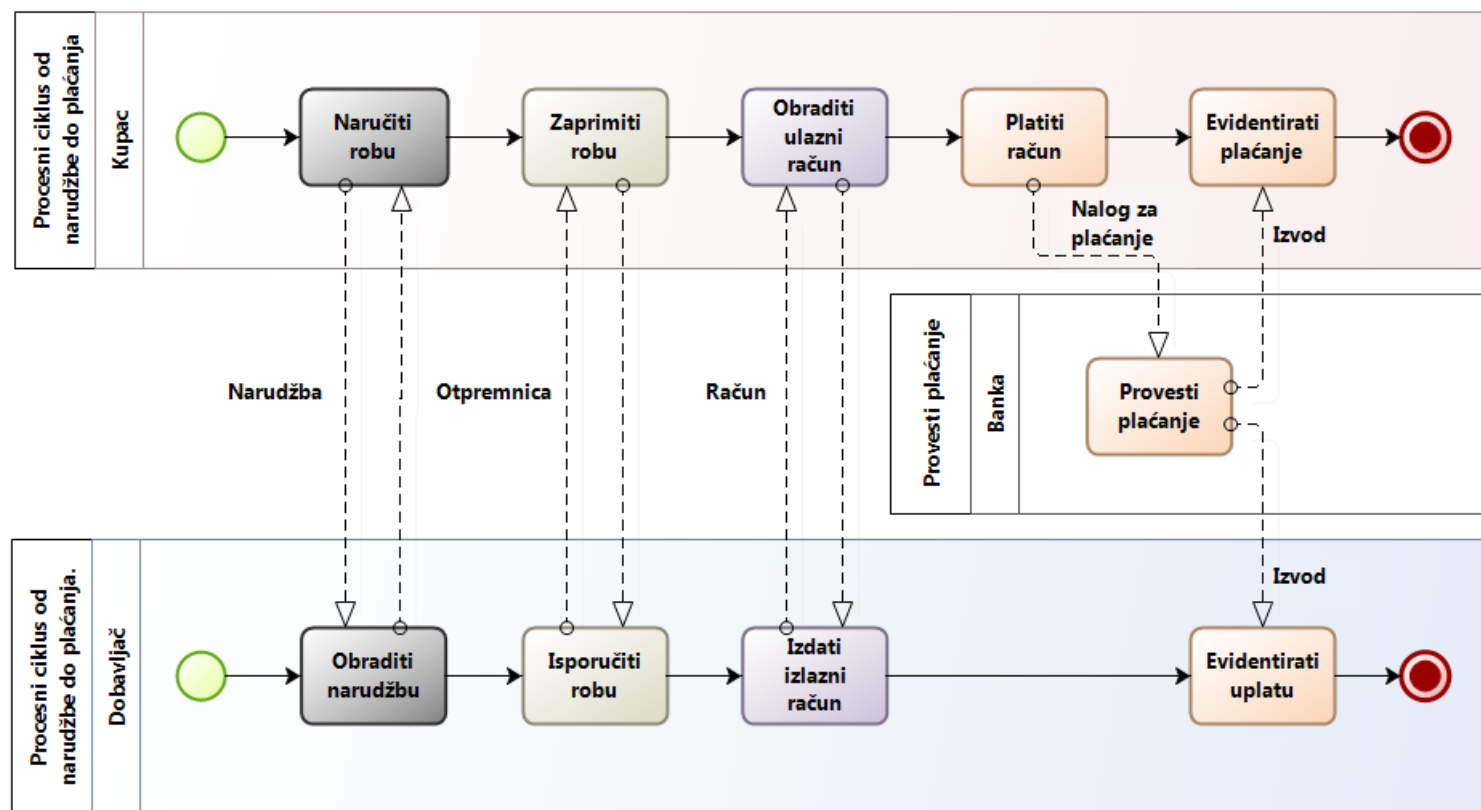 Procesni ciklus od
narudžbe do plaćanja
Kupac
Naručiti
robu
Zaprimiti
robu
Obraditi
ulazni
račun
Platiti
račun
Evidentirati
plaćanje
Nalog za
plaćanje
Izvod
Narudžba
Otpremnica
Račun
Provesti plaćanje
Banka
Provesti
plaćanje
Izvod
Procesni ciklus od
narudžbe do plaćanja.
Dobavljač
Obraditi
narudžbu
Isporučiti
robu
Izdati
izlazni
račun
Evidentirati
uplatu